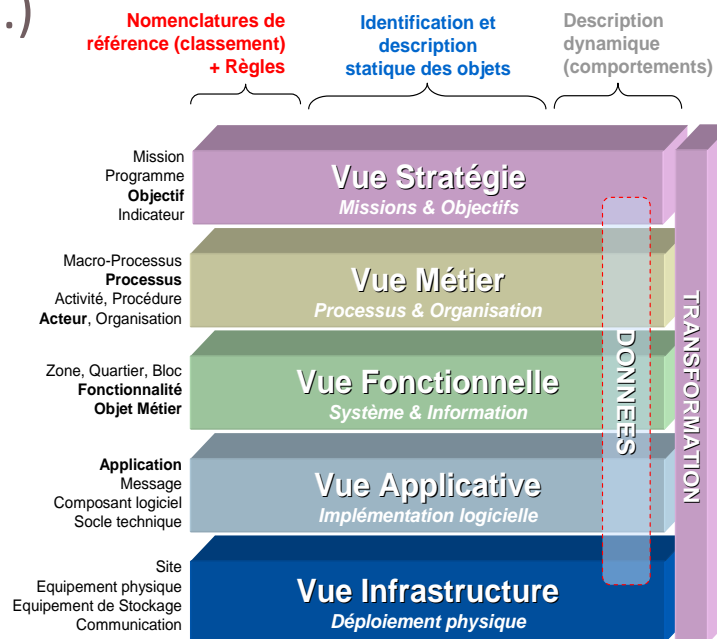 .)
Nomenclatures de
référence (classement)
+ Règles
Identification et
description
statique des objets
Description
dynamique
(comportements)
Mission
Programme
Objectif
Indicateur
Vue Stratégie
Missions & Objectifs
Macro-Processus
Processus
Activité, Procédure
Acteur, Organisation
Vue Métier
Processus & Organisation
Zone, Quartier, Bloc
Fonctionnalité
Objet Métier
Vue Fonctionnelle
Système & Information
Application
Message
Composant logiciel
Socle technique
Vue Applicative
Implémentation logicielle
Site
Equipement physique
Equipement de Stockage
Communication
Vue Infrastructure
Déploiement physique
DONNEES
TRANSFORMATION